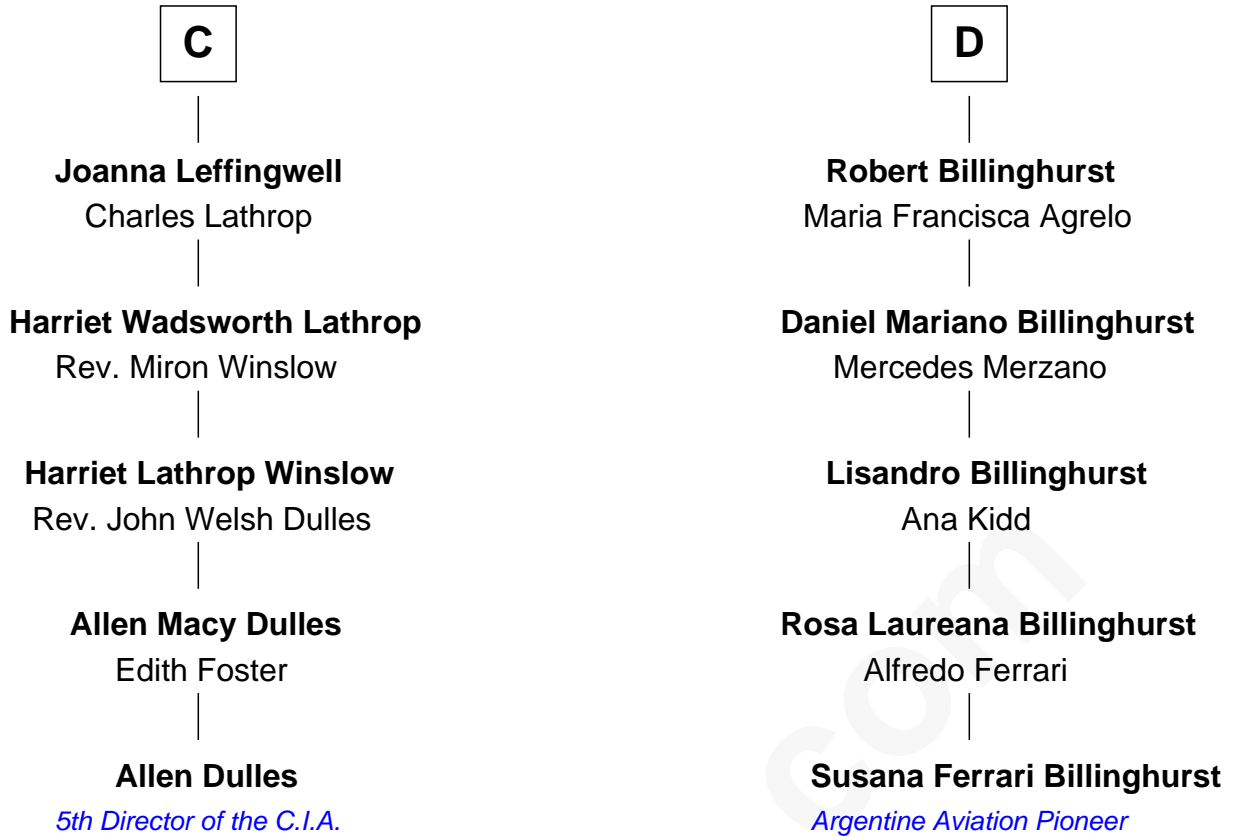 C
D
Joanna Leffingwell
Charles Lathrop
Robert Billinghurst
Maria Francisca Agrelo
Harriet Wadsworth Lathrop
Rev. Miron Winslow
Daniel Mariano Billinghurst
Mercedes Merzano
Harriet Lathrop Winslow
Rev. John Welsh Dulles
Lisandro Billinghurst
Ana Kidd
Allen Macy Dulles
Edith Foster
Rosa Laureana Billinghurst
Alfredo Ferrari
Allen Dulles
5th Director of the C.I.A.
Susana Ferrari Billinghurst
Argentine Aviation Pioneer
com